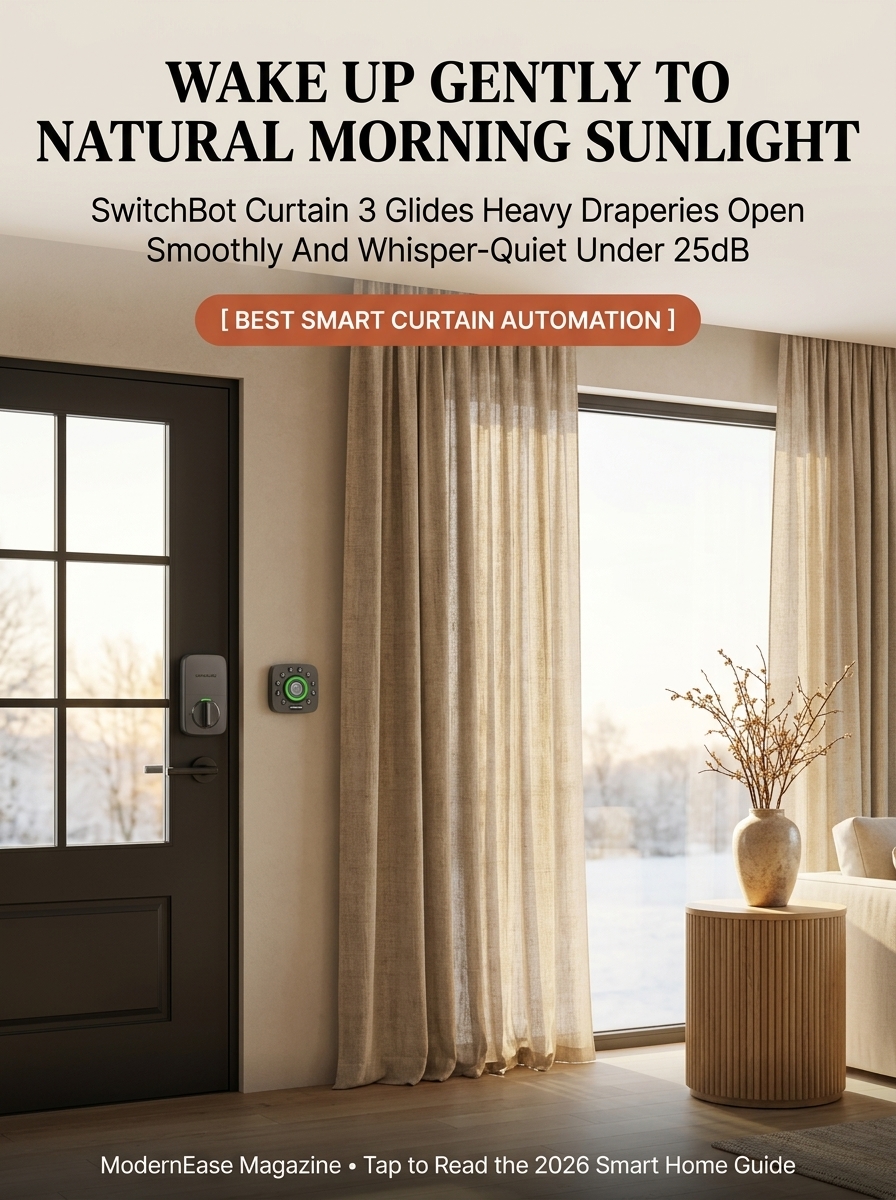 WAKE UP GENTLY TO
NATURAL MORNING SUNLIGHT
SwitchBot Curtain 3 Glides Heavy Draperies Open
Smoothly And Whisper-Quiet Under 25dB
[ BEST SMART CURTAIN AUTOMATION ]
ModernEase Magazine • Tap to Read the 2026 Smart Home Guide